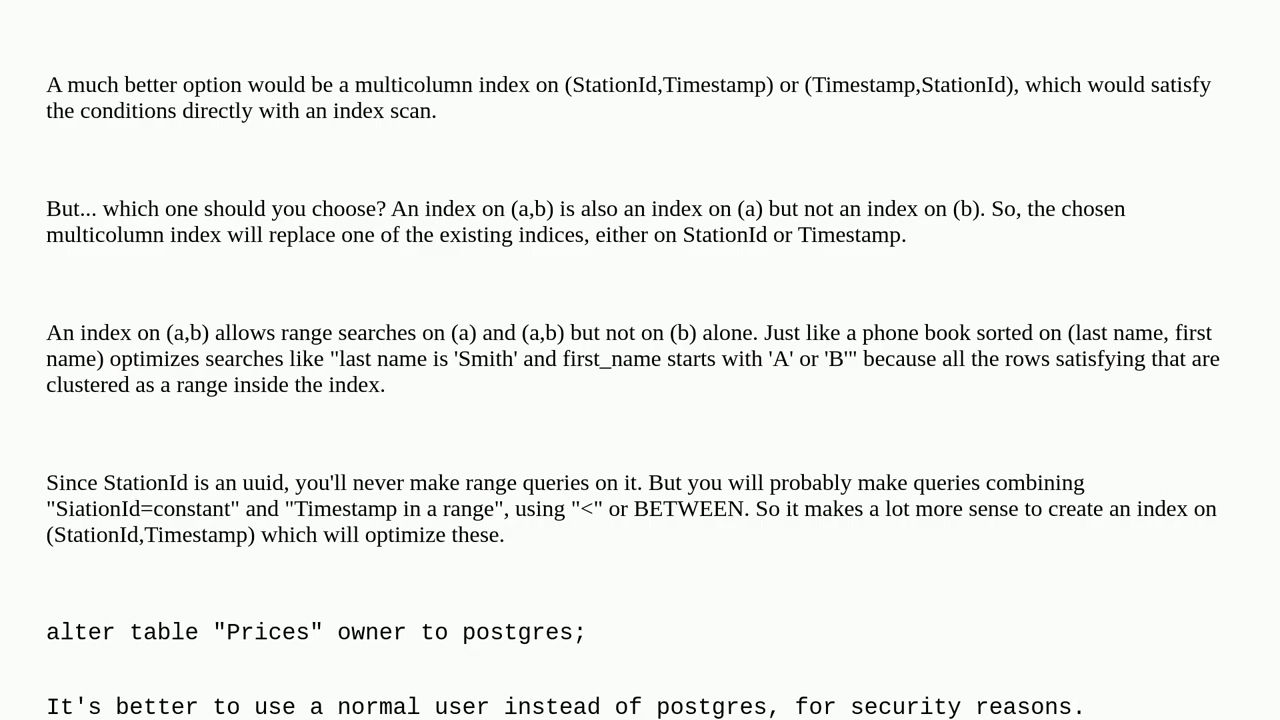 A much better option would be a multicolumn index on (StationId,Timestamp) or (Timestamp,StationId), which would satisfy
the conditions directly with an index scan.
But... which one should you choose? An index on (a,b) is also an index on (a) but not an index on (b). So, the chosen
multicolumn index will replace one of the existing indices, either on StationId or Timestamp.
An index on (a,b) allows range searches on (a) and (a,b) but not on (b) alone. Just like a phone book sorted on (last name, first
name) optimizes searches like "last name is 'Smith' and first_name starts with 'A' or 'B'" because all the rows satisfying that are
clustered as a range inside the index.
Since StationId is an uuid, you'll never make range queries on it. But you will probably make queries combining
"SiationId=constant" and "Timestamp in a range", using "<" or BETWEEN. So it makes a lot more sense to create an index on
(StationId,Timestamp) which will optimize these.
alter table "Prices" owner to postgres;
It's better to use a normal user instead of postgres, for security reasons.